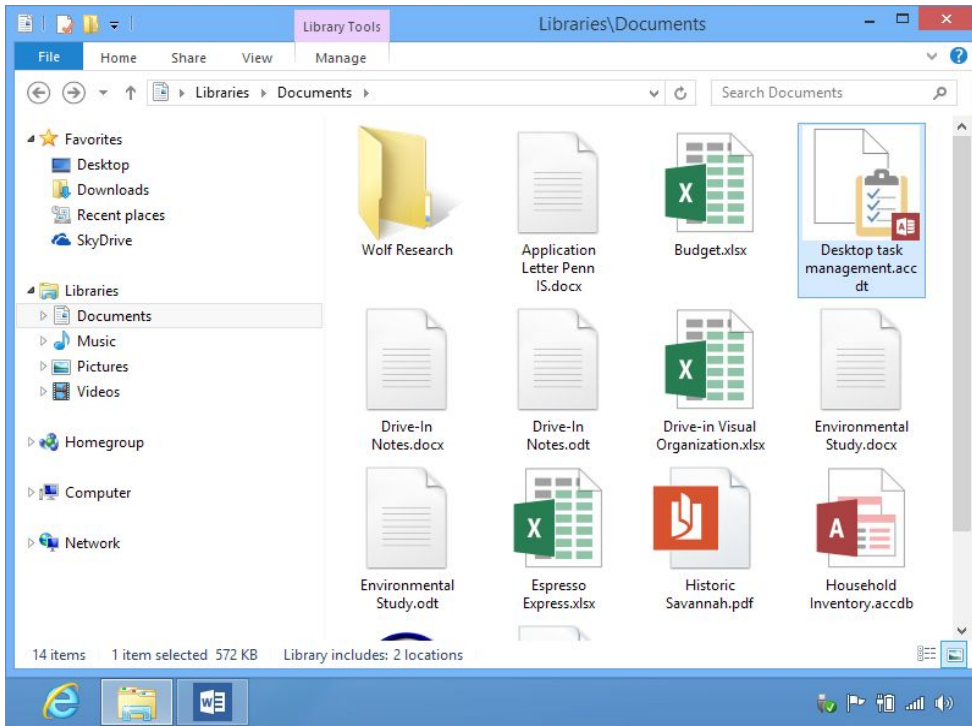 Library Tools
Libraries\Documents
File Home Share View Manage
Libraries Documents
Search Documents
Favorites
Desktop
Downloads
Recent places
SkyDrive
Libraries
Documents
Music
Pictures
Videos
Homegroup
Computer
Network
Wolf Research
Application
Letter Penn
IS.docx
Budget.xlsx
Desktop task
management.acc
dt
Drive-In
Notes.docx
Drive-In
Notes.odt
Drive-in Visual
Organization.xlsx
Environmental
Study.docx
Environmental
Study.odt
Espresso
Express.xlsx
Historic
Savannah.pdf
Household
Inventory.accdb
14 items 1 item selected 572 KB Library includes: 2 locations